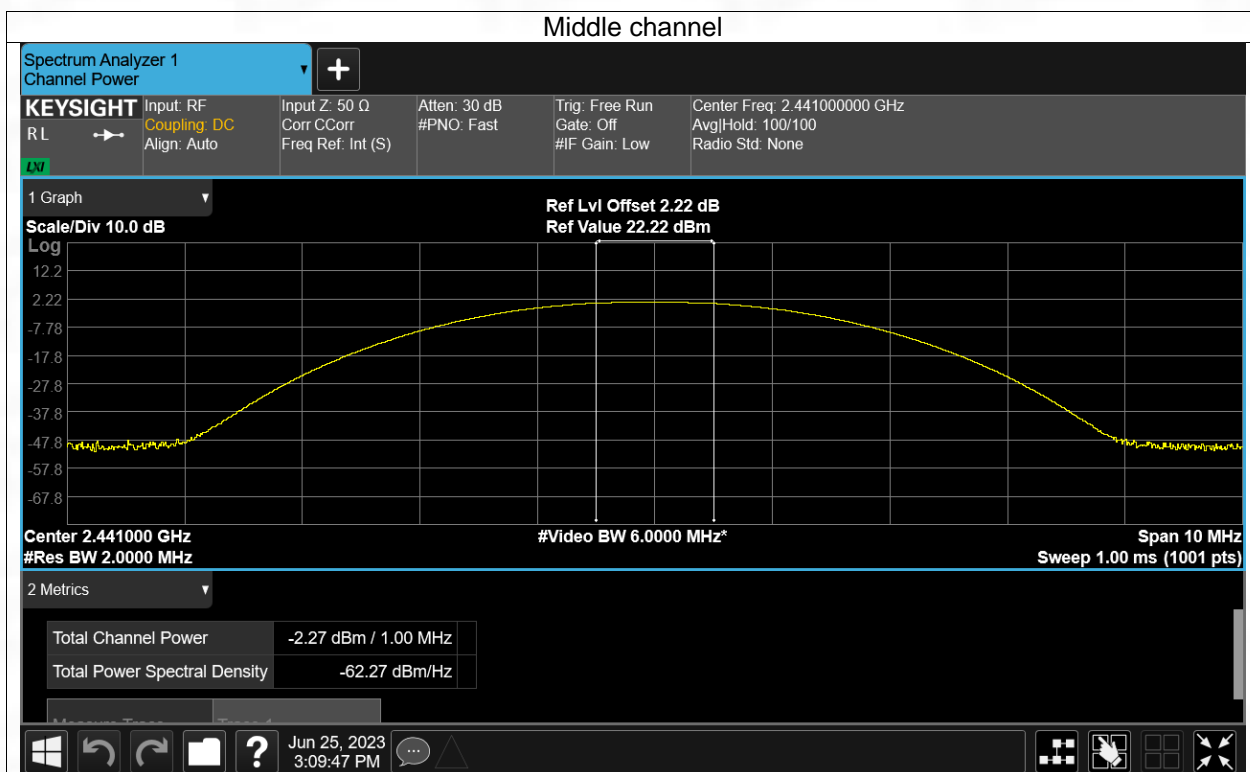 Middle channel
Spectrum Analyzer 1
Channel Power
KEYSIGHT
R L
LXI
Input: RF
Coupling: DC
Align: Auto
Input Z: 50 Ω
Corr CCorr
Freq Ref: Int (S)
Atten: 30 dB
#PNO: Fast
Trig: Free Run
Gate: Off
#IF Gain: Low
Center Freq: 2.441000000 GHz
Avg|Hold: 100/100
Radio Std: None
1 Graph
Scale/Div 10.0 dB
Ref Lvl Offset 2.22 dB
Ref Value 22.22 dBm
Log
12.2
2.22
-7.78
-17.8
-27.8
-37.8
-47.8
-57.8
-67.8
Center 2.441000 GHz
#Video BW 6.0000 MHz*
Span 10 MHz
#Res BW 2.0000 MHz
Sweep 1.00 ms (1001 pts)
2 Metrics
Total Channel Power -2.27 dBm / 1.00 MHz
Total Power Spectral Density -62.27 dBm/Hz
Measure Trace Trace 1
?
Jun 25, 2023
3:09:47 PM